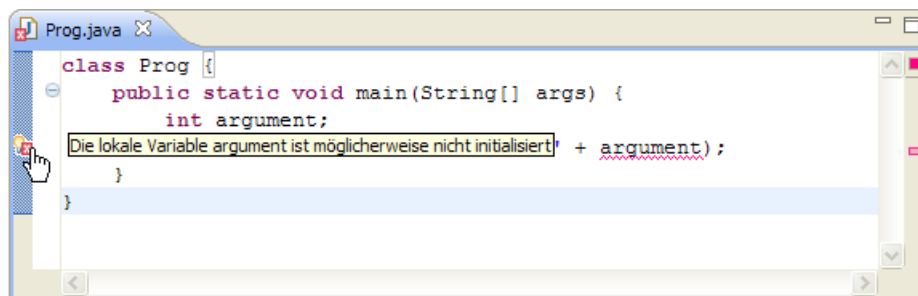 Prog.java
class Prog {
public static void main(String[] args) {
int argument;
Die lokale Variable argument ist möglicherweise nicht initialisiert" + argument);
}
}